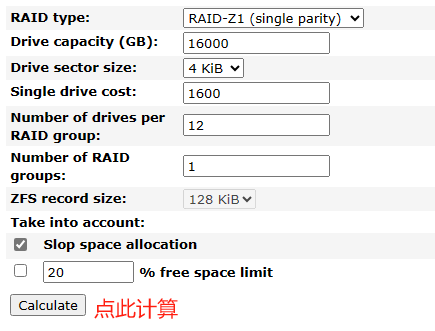 RAID type: RAID-Z1 (single parity)
Drive capacity (GB): 16000
Drive sector size: 4 KiB
Single drive cost: 1600
Number of drives per
RAID group: 12
Number of RAID
groups: 1
ZFS record size: 128 KiB
Take into account:
Slop space allocation
20 % free space limit
Calculate 点此计算